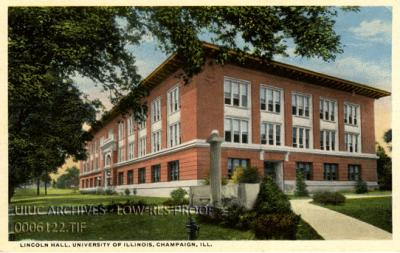 UIUC ARCHIVES - LOW-RES PROOF
0006122.TIF
LINCOLN HALL, UNIVERSITY OF ILLINOIS, CHAMPAIGN, ILL.